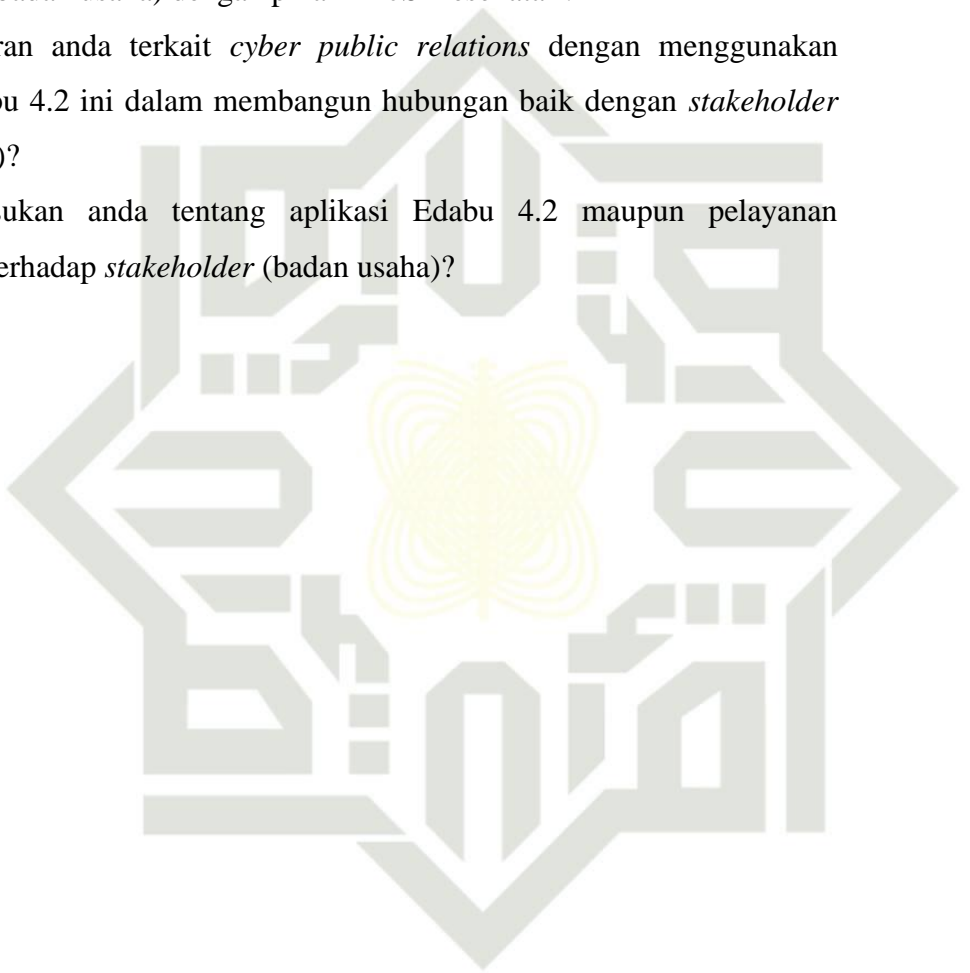 ran anda terkait cyber public relations dengan menggunakan
bu 4.2 ini dalam membangun hubungan baik dengan stakeholder
)?
ukan anda tentang aplikasi Edabu 4.2 maupun pelayanan
erhadap stakeholder (badan usaha)?